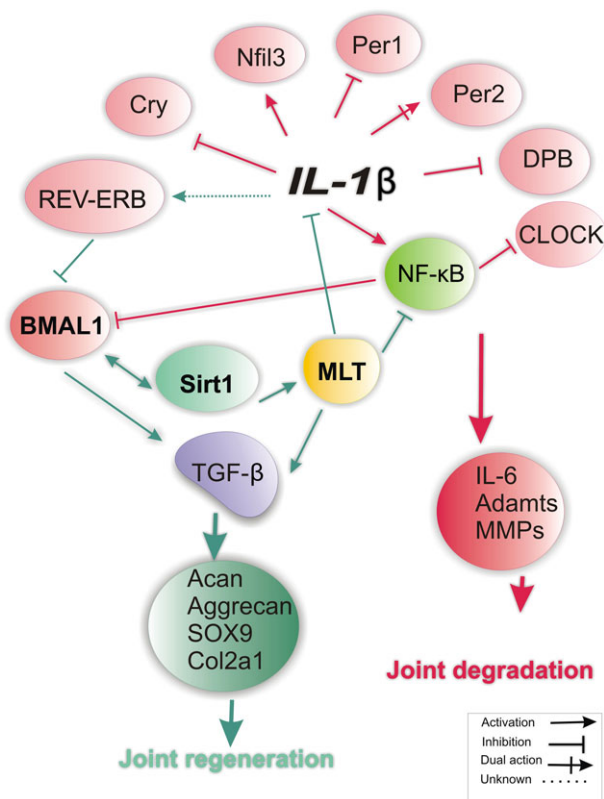 Per1
Nfil3
Per2
Cry
DPB
IL-1β
REV-ERB
CLOCK
NF-κB
BMAL1
MLT
Sirt1
TGF-β
IL-6
Adamts
MMPs
Acan
Aggrecan
SOX9
Col2a1
Joint degradation
Joint regeneration
Activation
Inhibition
Dual action
Unknown